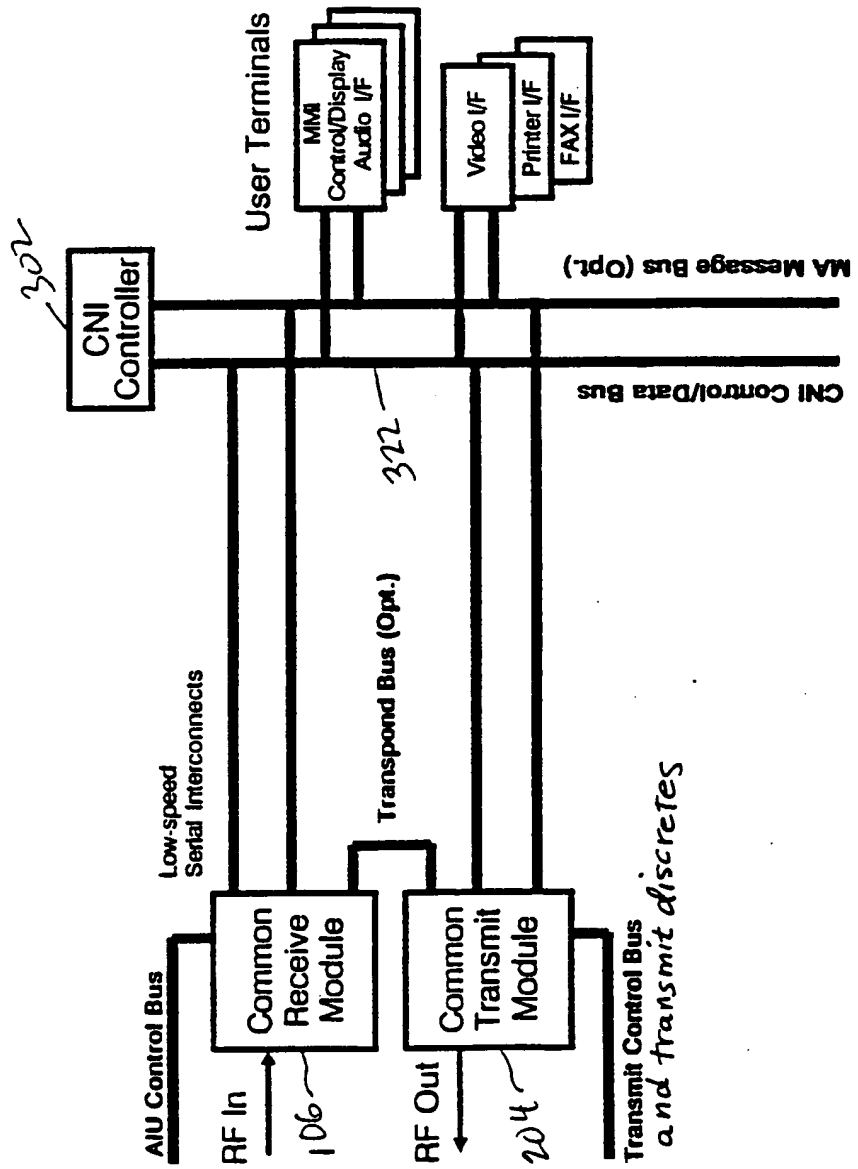 302
CNI
Controller
User Terminals
MMI
Control/Display
Audio I/F
Video I/F
Printer I/F
FAX I/F
MA Message Bus (Opt.)
CNI Control/Data Bus
322
Low-speed
Serial Interconnects
Transpond Bus (Opt.)
AIU Control Bus
RF In
Common
Receive
Module
106
RF Out
Common
Transmit
Module
204
Transmit Control Bus
and transmit discretes